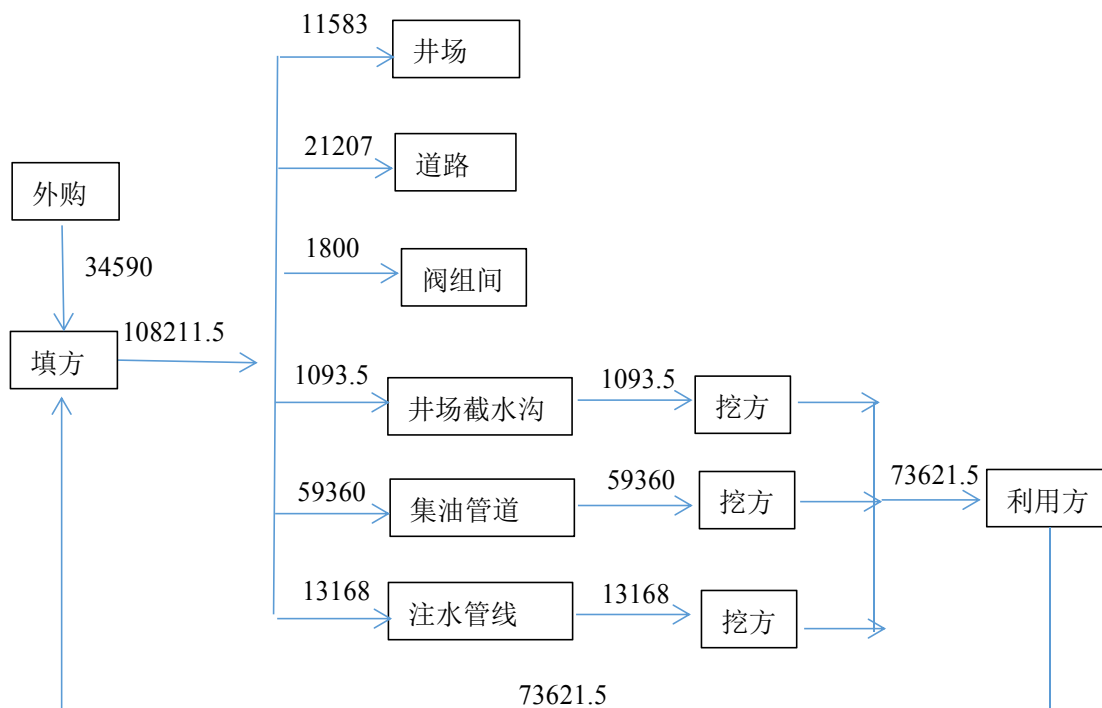 11583
井场
21207
道路
外购
1800
阀组间
34590
108211.5
填方
1093.5
井场截水沟
1093.5
挖方
59360
集油管道
59360
挖方
73621.5
利用方
13168
注水管线
13168
挖方
73621.5